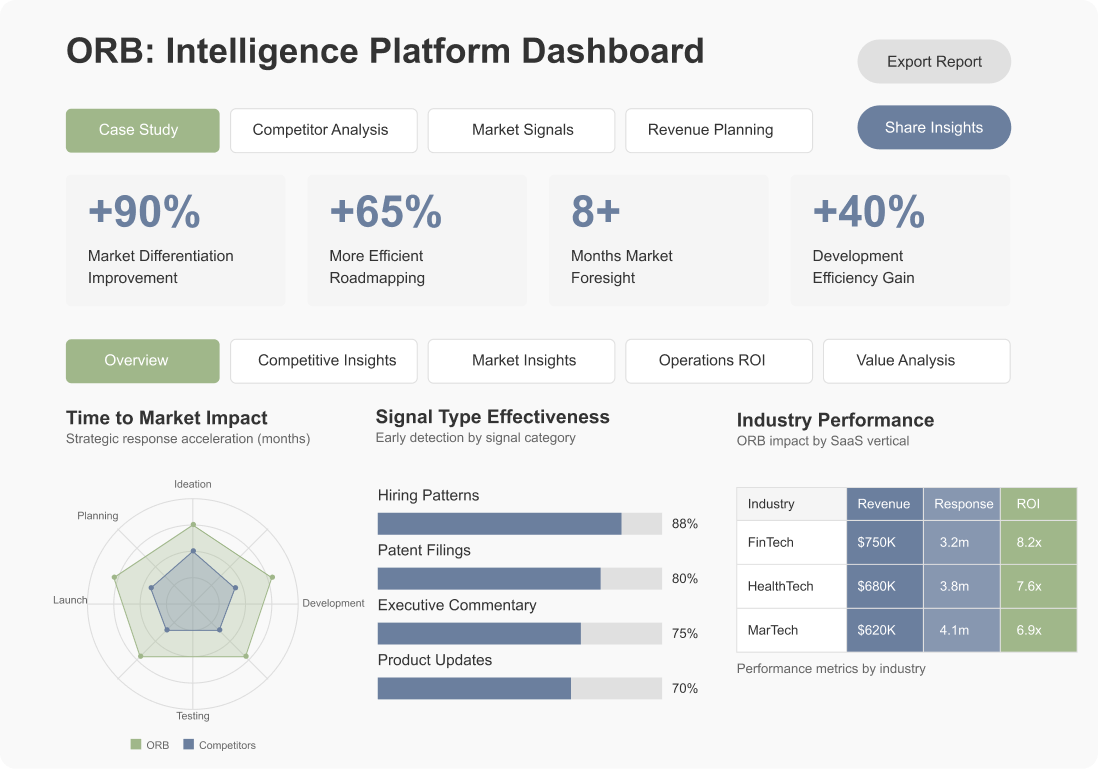 ORB: Intelligence Platform Dashboard
Export Report
Share Insights
Case Study
Competitor Analysis
Market Signals
Revenue Planning
+90%
Market Differentiation
Improvement
+65%
More Efficient
Roadmapping
8+
Months Market
Foresight
+40%
Development
Efficiency Gain
Overview
Competitive Insights
Market Insights
Operations ROI
Value Analysis
Time to Market Impact
Strategic response acceleration (months)
Ideation
Planning
Launch
Development
Testing
ORB
Competitors
Signal Type Effectiveness
Early detection by signal category
Hiring Patterns
88%
Patent Filings
80%
Executive Commentary
75%
Product Updates
70%
Industry Performance
ORB impact by SaaS vertical
Industry Revenue Response ROI
FinTech $750K 3.2m 8.2x
HealthTech $680K 3.8m 7.6x
MarTech $620K 4.1m 6.9x
Performance metrics by industry